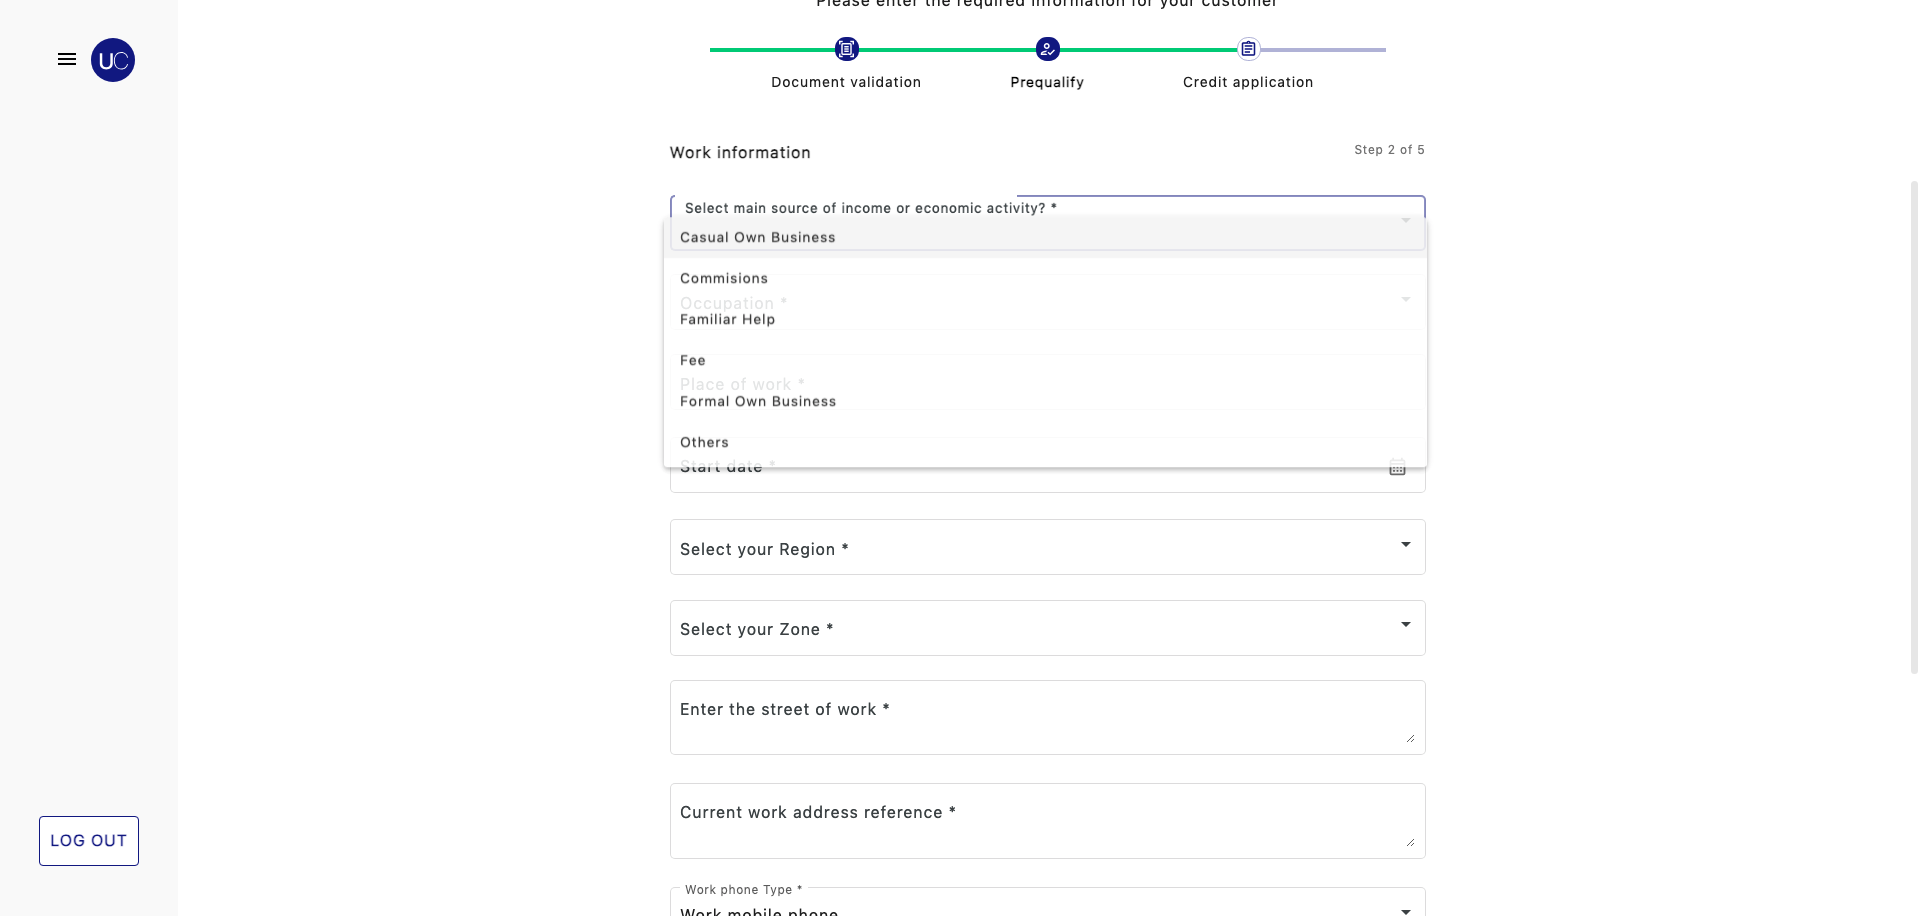 Please enter the required information for your customer
UC
Document validation
Prequalify
Credit application
Work information
Step 2 of 5
Select main source of income or economic activity? *
Casual Own Business
Commisions
Occupation *
Familiar Help
Fee
Place of work *
Formal Own Business
Others
Start date *
Select your Region *
Select your Zone *
Enter the street of work *
Current work address reference *
LOG OUT
Work phone Type *
Work mobile phone